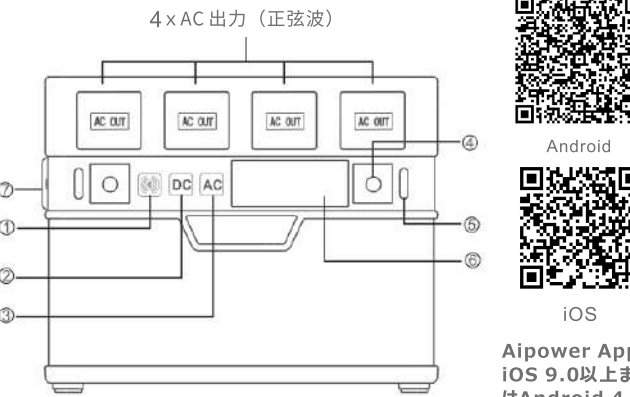 4 x AC 出力（正弦波）
AC OUT AC OUT AC OUT AC OUT
④
⑦
DC AC
①
⑤
②
⑥
③
Android
iOS
Aipower App
iOS 9.0以上ま
はAndroid 4